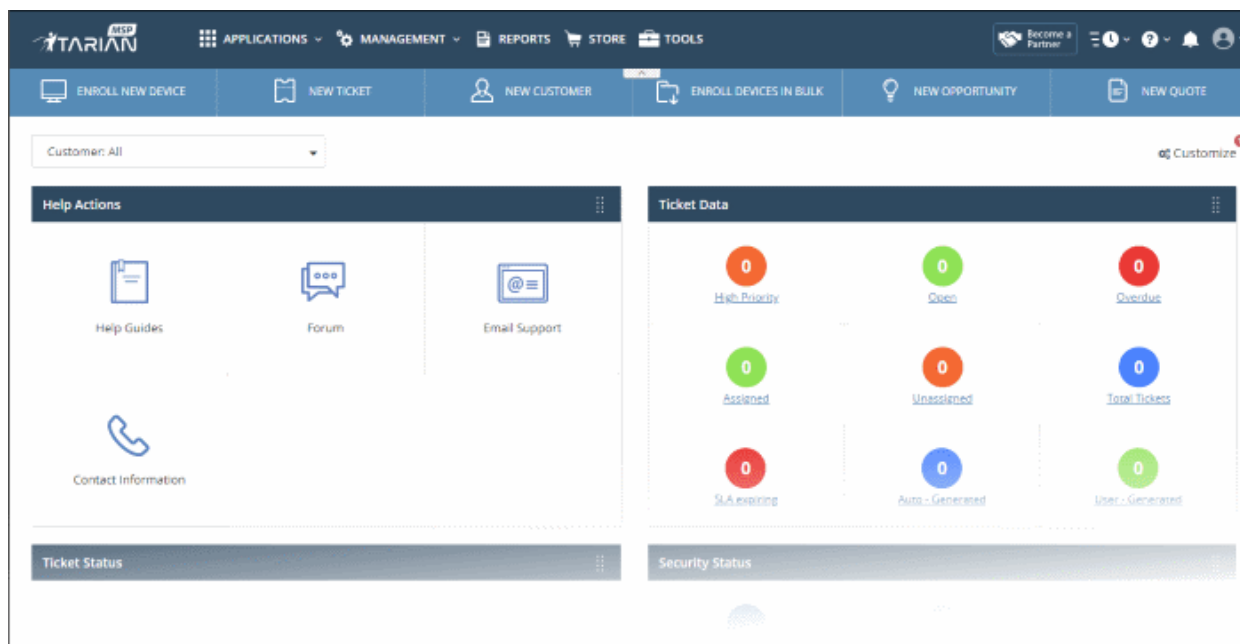 ITARIAN MSP
APPLICATIONS MANAGEMENT REPORTS STORE TOOLS
Become a
Partner
?
ENROLL NEW DEVICE NEW TICKET NEW CUSTOMER ENROLL DEVICES IN BULK NEW OPPORTUNITY NEW QUOTE
Customer: All
Customize
Help Actions
Help Guides Forum Email Support
Contact Information
Ticket Data
0 0 0
High Priority Open Overdue
0 0 0
Assigned Unassigned Total Tickets
0 0 0
SLA expiring Auto - Generated User - Generated
Ticket Status
Security Status